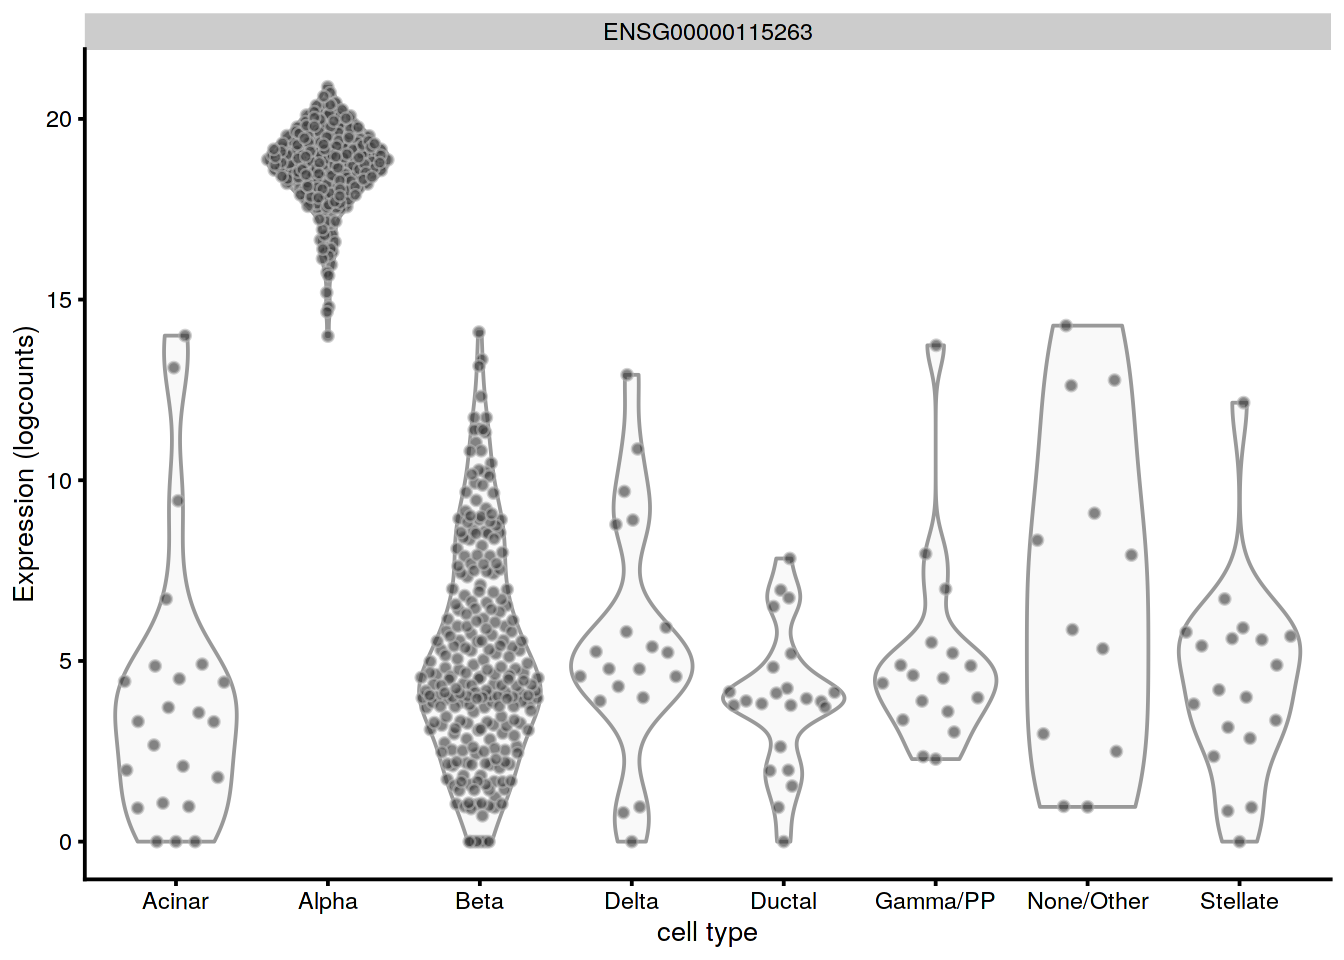 ENSG00000115263
Expression (logcounts)
20
15
10
5
0
Acinar Alpha Beta Delta Ductal Gamma/PP None/Other Stellate
cell type